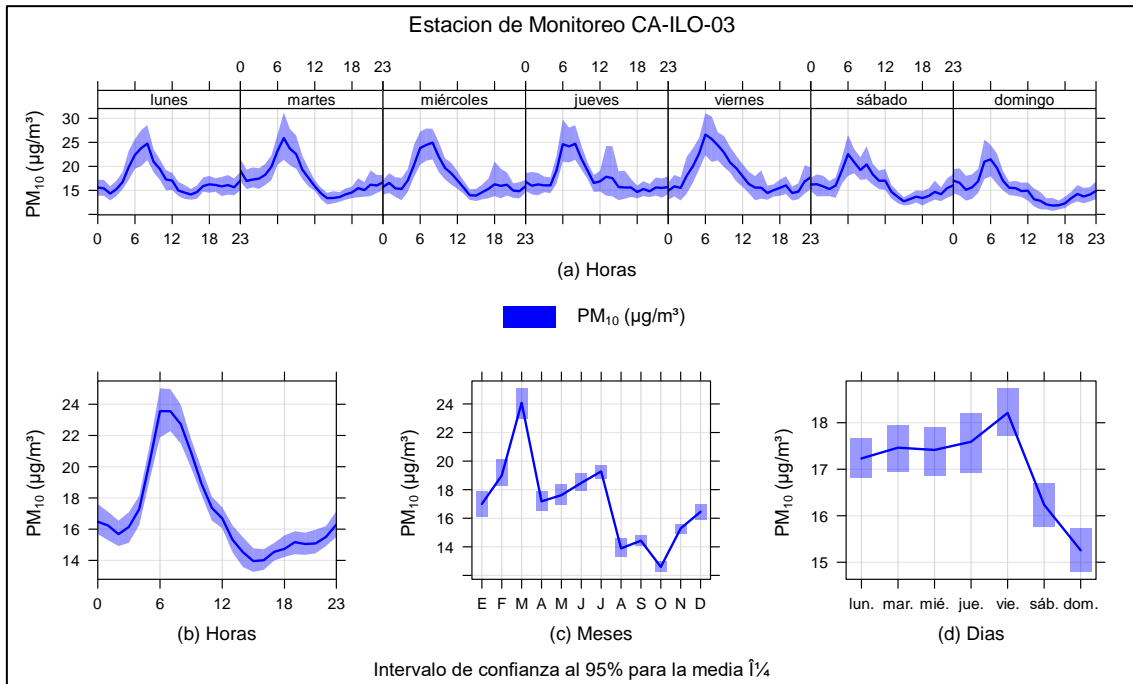 Estacion de Monitoreo CA-ILO-03
0 6 12 18 23 0 6 12 18 23 0 6 12 18 23
lunes martes miércoles jueves viernes sábado domingo
PM₁₀ (µg/m³)
30
25
20
15
0 6 12 18 23 0 6 12 18 23 0 6 12 18 23 0 6 12 18 23
(a) Horas
PM₁₀ (µg/m³)
PM₁₀ (µg/m³)
24
22
20
18
16
14
0 6 12 18 23
(b) Horas
PM₁₀ (µg/m³)
24
22
20
18
16
14
E F M A M J J A S O N D
(c) Meses
PM₁₀ (µg/m³)
18
17
16
15
lun. mar. mié. jue. vie. sáb. dom.
(d) Dias
Intervalo de confianza al 95% para la media Î¼